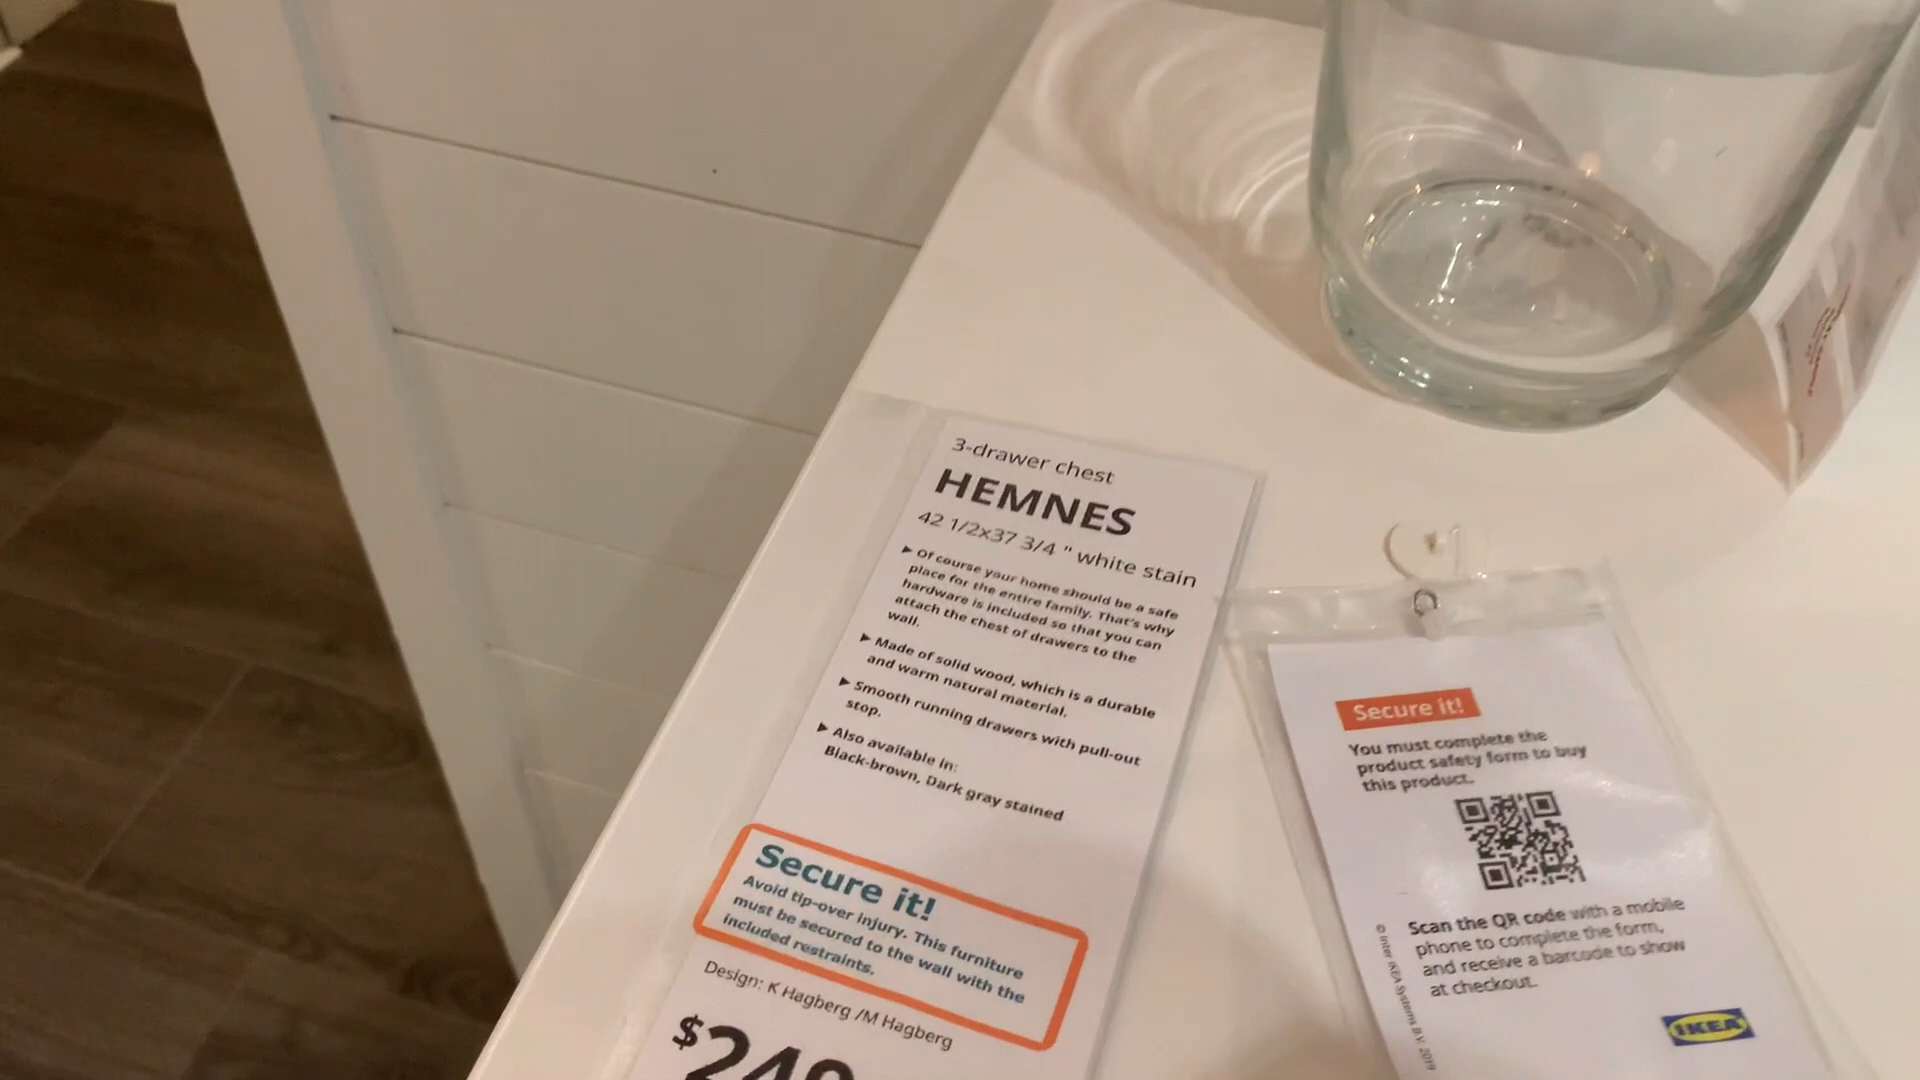 3-drawer chest
HEMNES
42 1/2x37 3/4 " white stain
▶ Of course your home should be a safe
place for the entire family. That's why
hardware is included so that you can
attach the chest of drawers to the
wall.
▶ Made of solid wood, which is a durable
and warm natural material.
▶ Smooth running drawers with pull-out
stop.
▶ Also available in:
Black-brown, Dark gray stained
Secure it!
Avoid tip-over injury. This furniture
must be secured to the wall with the
included restraints.
Design: K Hagberg /M Hagberg
$
Secure it!
You must complete the
product safety form to buy
this product.
Scan the QR code with a mobile
phone to complete the form,
and receive a barcode to show
at checkout.
© Inter IKEA Systems B.V. 2019
IKEA